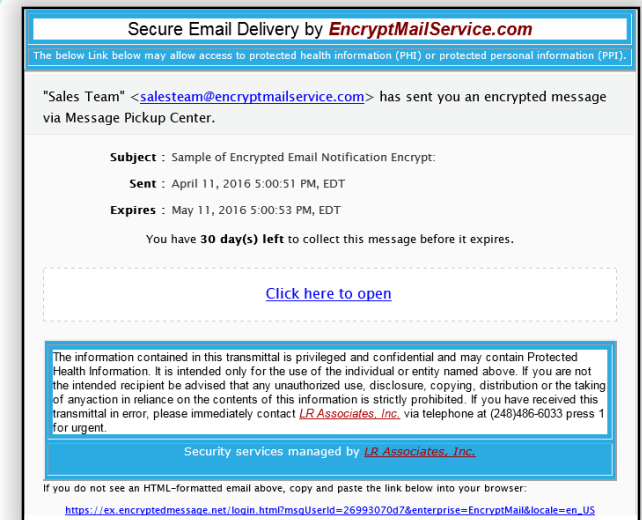 Secure Email Delivery by EncryptMailService.com
The below Link below may allow access to protected health information (PHI) or protected personal information (PPI).
"Sales Team" <salesteam@encryptmailservice.com> has sent you an encrypted message
via Message Pickup Center.
Subject : Sample of Encrypted Email Notification Encrypt:
Sent : April 11, 2016 5:00:51 PM, EDT
Expires : May 11, 2016 5:00:53 PM, EDT
You have 30 day(s) left to collect this message before it expires.
Click here to open
The information contained in this transmittal is privileged and confidential and may contain Protected
Health Information. It is intended only for the use of the individual or entity named above. If you are not
the intended recipient be advised that any unauthorized use, disclosure, copying, distribution or the taking
of anyaction in reliance on the contents of this information is strictly prohibited. If you have received this
transmittal in error, please immediately contact LR Associates, Inc. via telephone at (248)486-6033 press 1
for urgent.
Security services managed by LR Associates, Inc.
If you do not see an HTML-formatted email above, copy and paste the link below into your browser:
https://ex.encryptedmessage.net/login.html?msgUserId=26993070d7&enterprise=EncryptMail&locale=en_US